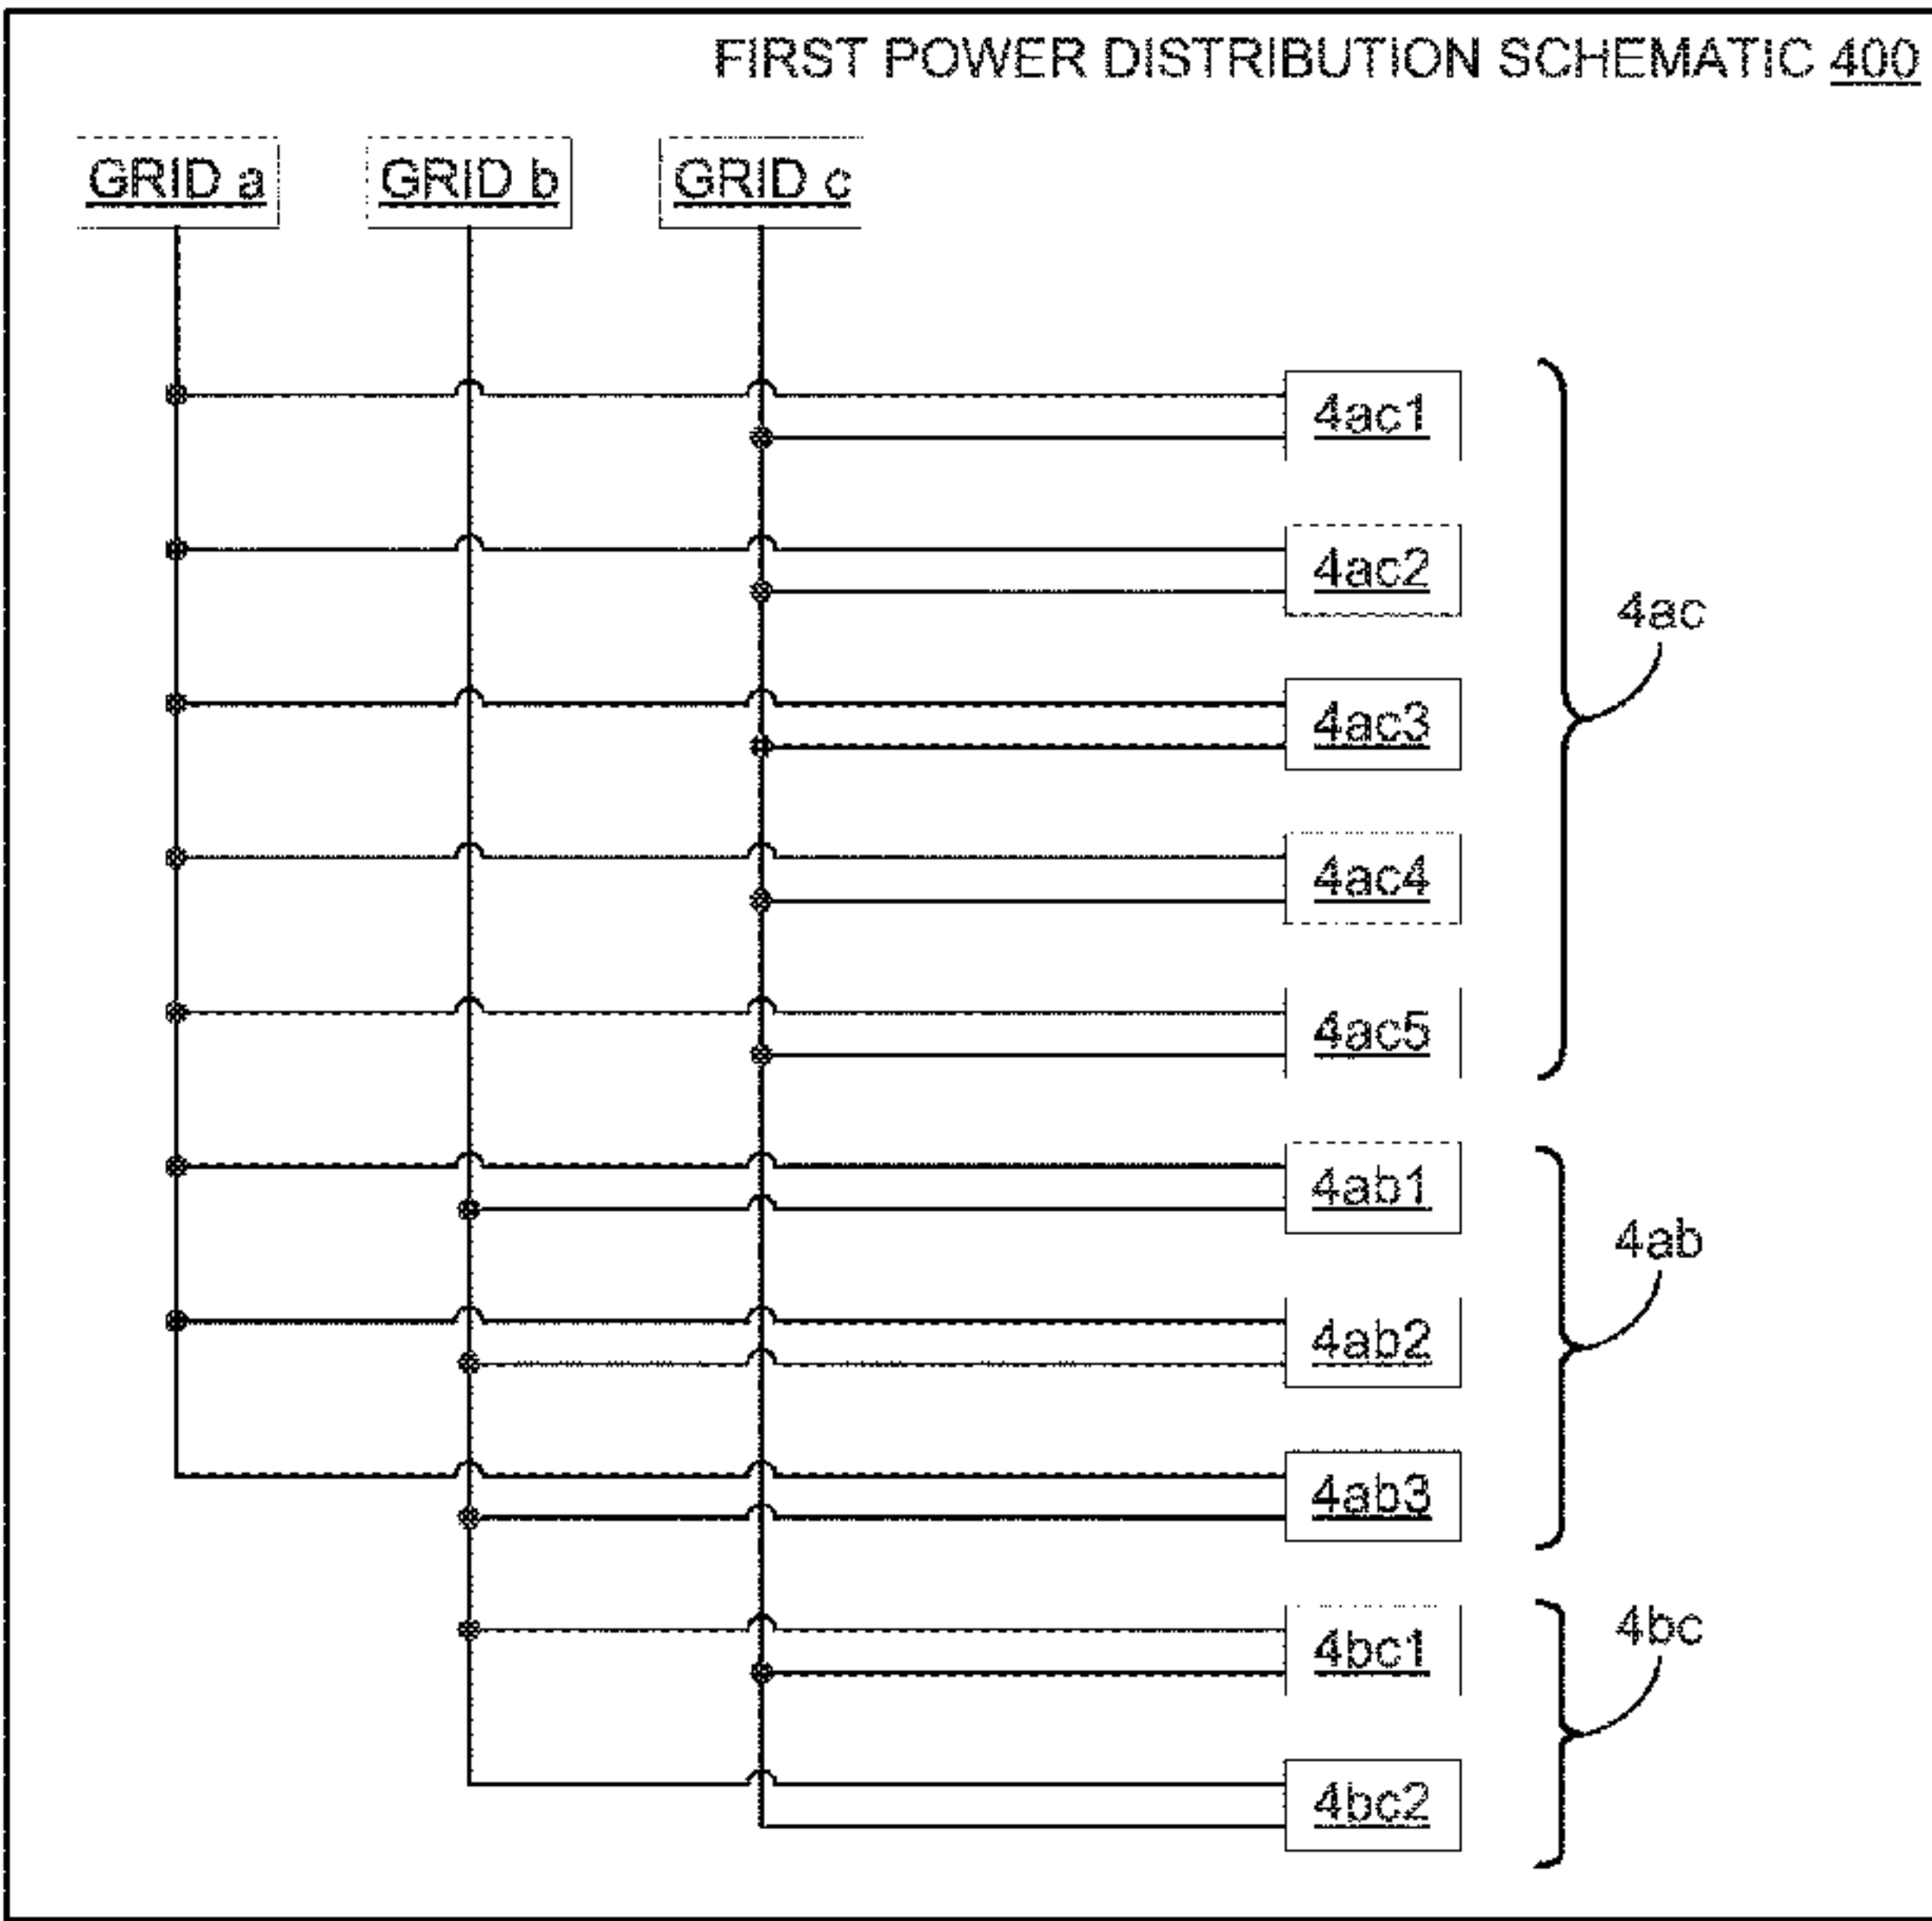 FIRST POWER DISTRIBUTION SCHEMATIC 400
GRID a GRID b GRID c
4ac1
4ac2
4ac
4ac3
4ac4
4ac5
4ab1
4ab
4ab2
4ab3
4bc
4bc1
4bc2